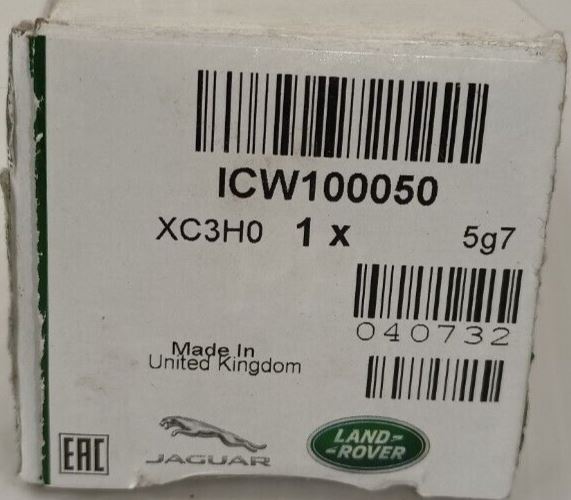 ICW100050
XC3H0 1 x 5g7
040732
Made In
United Kingdom
EAC
JAGUAR
LAND-
-ROVER